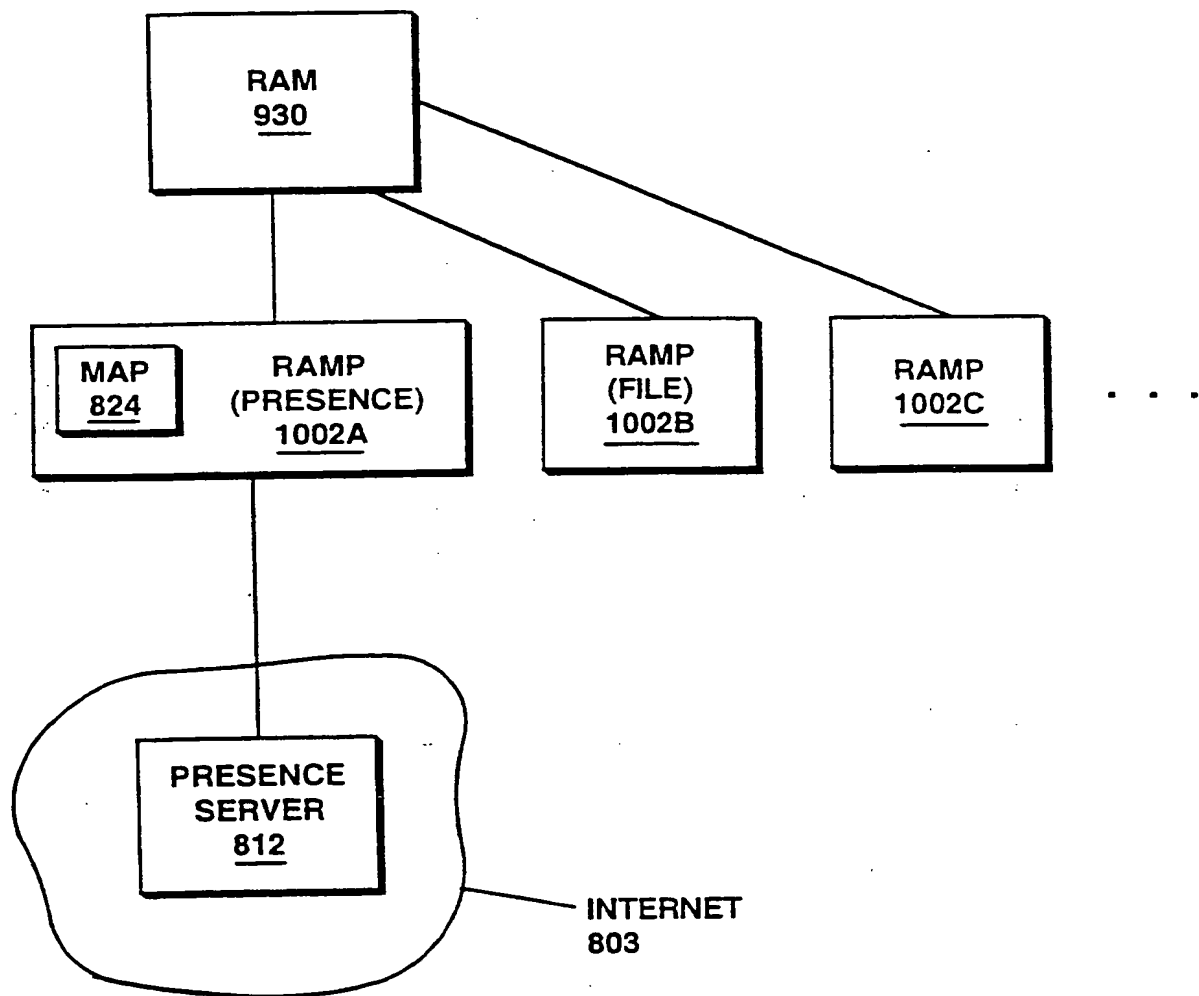 RAM
930
MAP
824
RAMP
(PRESENCE)
1002A
RAMP
(FILE)
1002B
RAMP
1002C
. . .
PRESENCE
SERVER
812
INTERNET
803